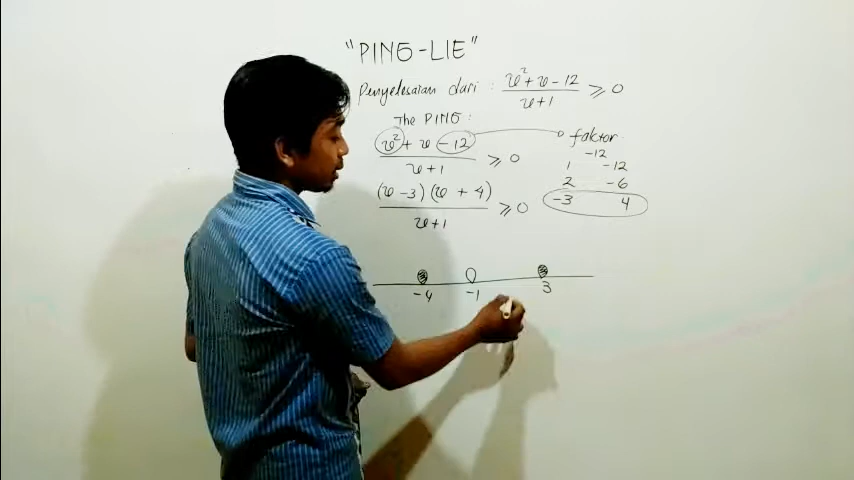 "PING-LIE"
Penyelesaian dari : x² + x - 12 / x + 1 ≥ 0
The PING :
x² + x - 12 / x + 1 ≥ 0
faktor
-12
1 -12
2 -6
-3 4
(x - 3) (x + 4) / x + 1 ≥ 0
-4 -1 3